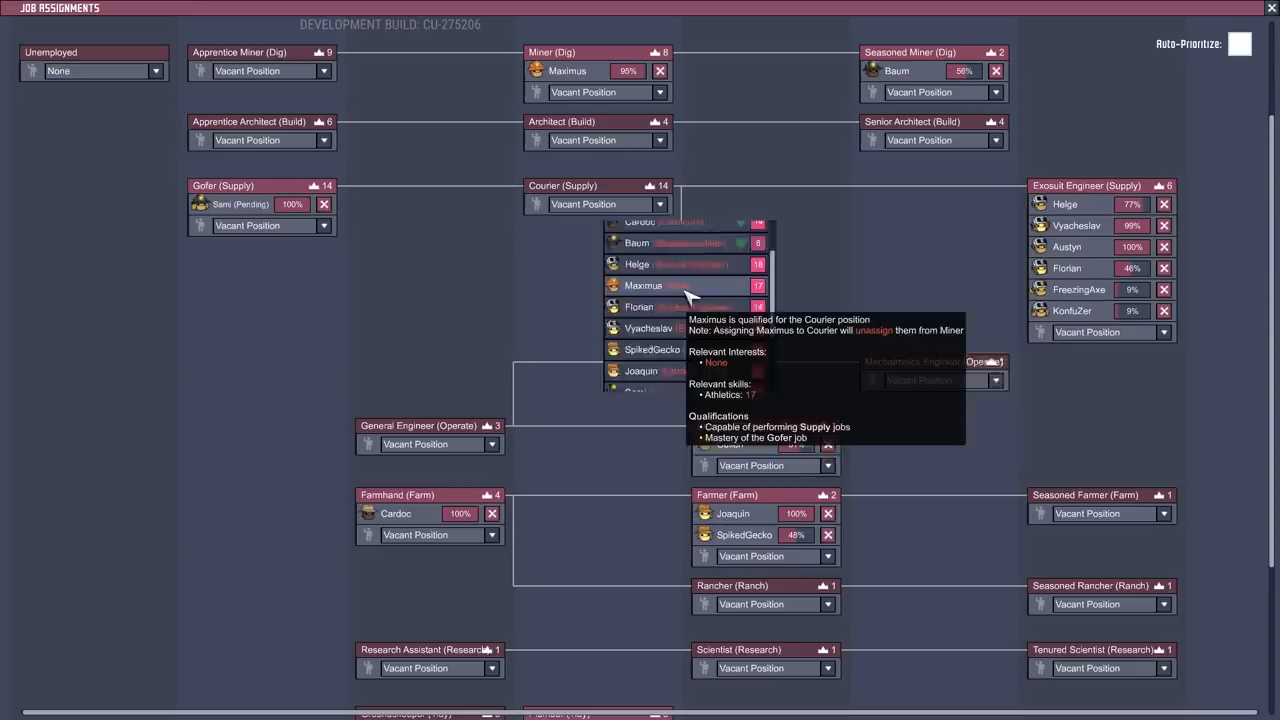 JOB ASSIGNMENTS
DEVELOPMENT BUILD: CU-275206
Auto-Prioritize:
Unemployed
None
Apprentice Miner (Dig) 9
Vacant Position
Miner (Dig) 8
Maximus 95%
Vacant Position
Seasoned Miner (Dig) 2
Baum 56%
Vacant Position
Apprentice Architect (Build) 6
Vacant Position
Architect (Build) 4
Vacant Position
Senior Architect (Build) 4
Vacant Position
Gofer (Supply) 14
Sami (Pending) 100%
Vacant Position
Courier (Supply) 14
Vacant Position
Exosuit Engineer (Supply) 6
Helge 77%
Vyacheslav 99%
Austyn 100%
Florian 46%
FreezingAxe 9%
KonfuZer 9%
Vacant Position
Cardoc
Baum
Helge 18
Maximus 17
Florian
Vyacheslav
SpikedGecko
Joaquin
Maximus is qualified for the Courier position
Note: Assigning Maximus to Courier will unassign them from Miner
Relevant Interests:
• None
Relevant skills:
• Athletics: 17
Qualifications
• Capable of performing Supply jobs
• Mastery of the Gofer job
Mechatronics Engineer (Operate) 1
Vacant Position
General Engineer (Operate) 3
Vacant Position
Vacant Position
Farmhand (Farm) 4
Cardoc 100%
Vacant Position
Farmer (Farm) 2
Joaquin 100%
SpikedGecko 48%
Vacant Position
Seasoned Farmer (Farm) 1
Vacant Position
Rancher (Ranch) 1
Vacant Position
Seasoned Rancher (Ranch) 1
Vacant Position
Research Assistant (Research 1
Vacant Position
Scientist (Research) 1
Vacant Position
Tenured Scientist (Research) 1
Vacant Position